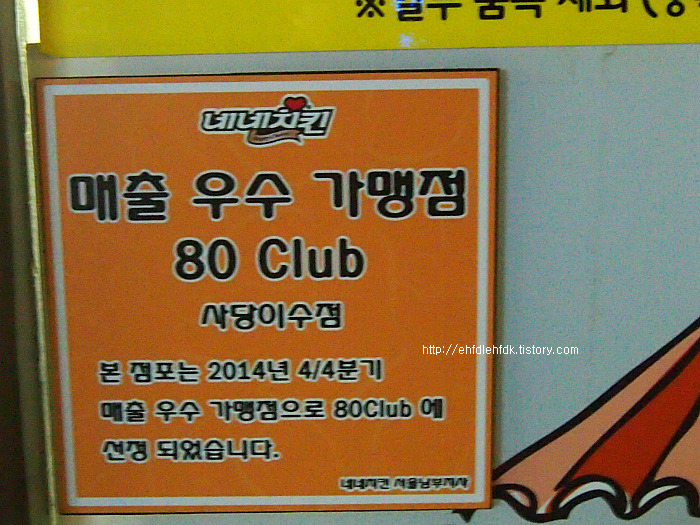 네네치킨
매출 우수 가맹점
80 Club
사당이수점
http://ehfdlehfdk.tistory.com
본 점포는 2014년 4/4분기
매출 우수 가맹점으로 80Club 에
선정 되었습니다.
네네치킨 서울남부지사